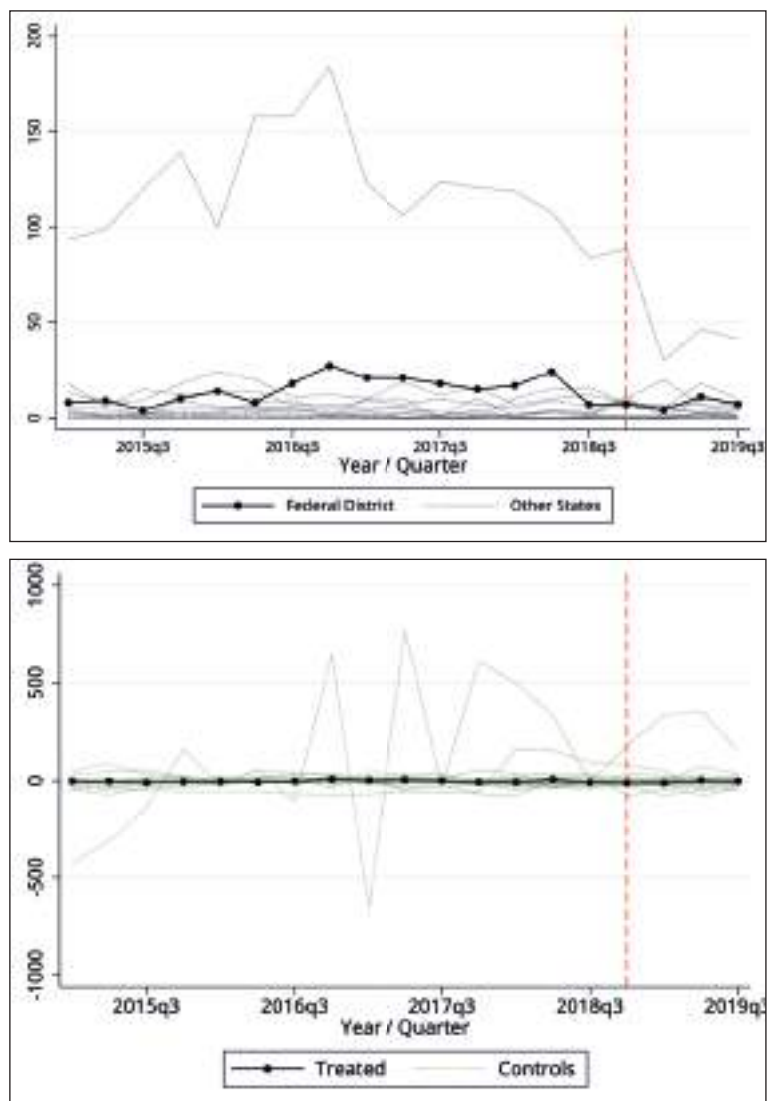 200
150
100
50
0
2015q3 2016q3 2017q3 2018q3 2019q3
Year / Quarter
Federal District Other States
1000
500
0
-500
-1000
2015q3 2016q3 2017q3 2018q3 2019q3
Year / Quarter
Treated Controls